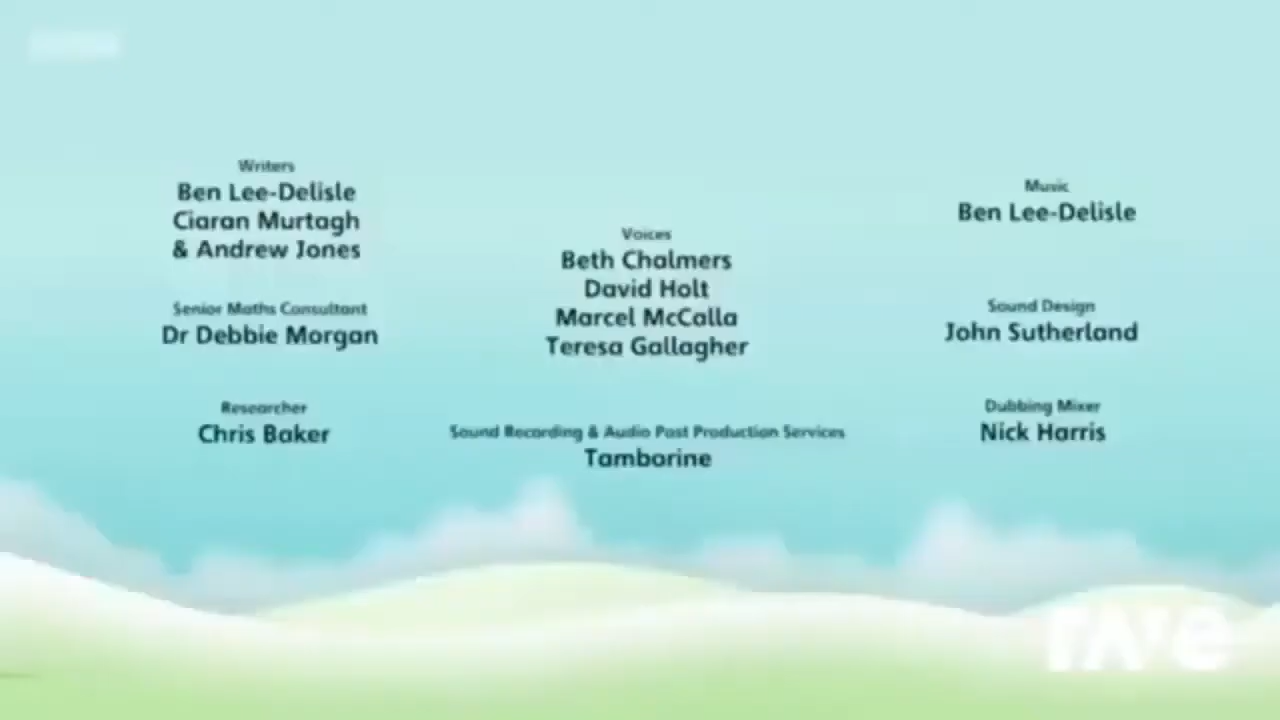 Writers
Ben Lee-Delisle
Ciaran Murtagh
& Andrew Jones
Senior Maths Consultant
Dr Debbie Morgan
Researcher
Chris Baker
Voices
Beth Chalmers
David Holt
Marcel McCalla
Teresa Gallagher
Sound Recording & Audio Post Production Services
Tamborine
Music
Ben Lee-Delisle
Sound Design
John Sutherland
Dubbing Mixer
Nick Harris
rave